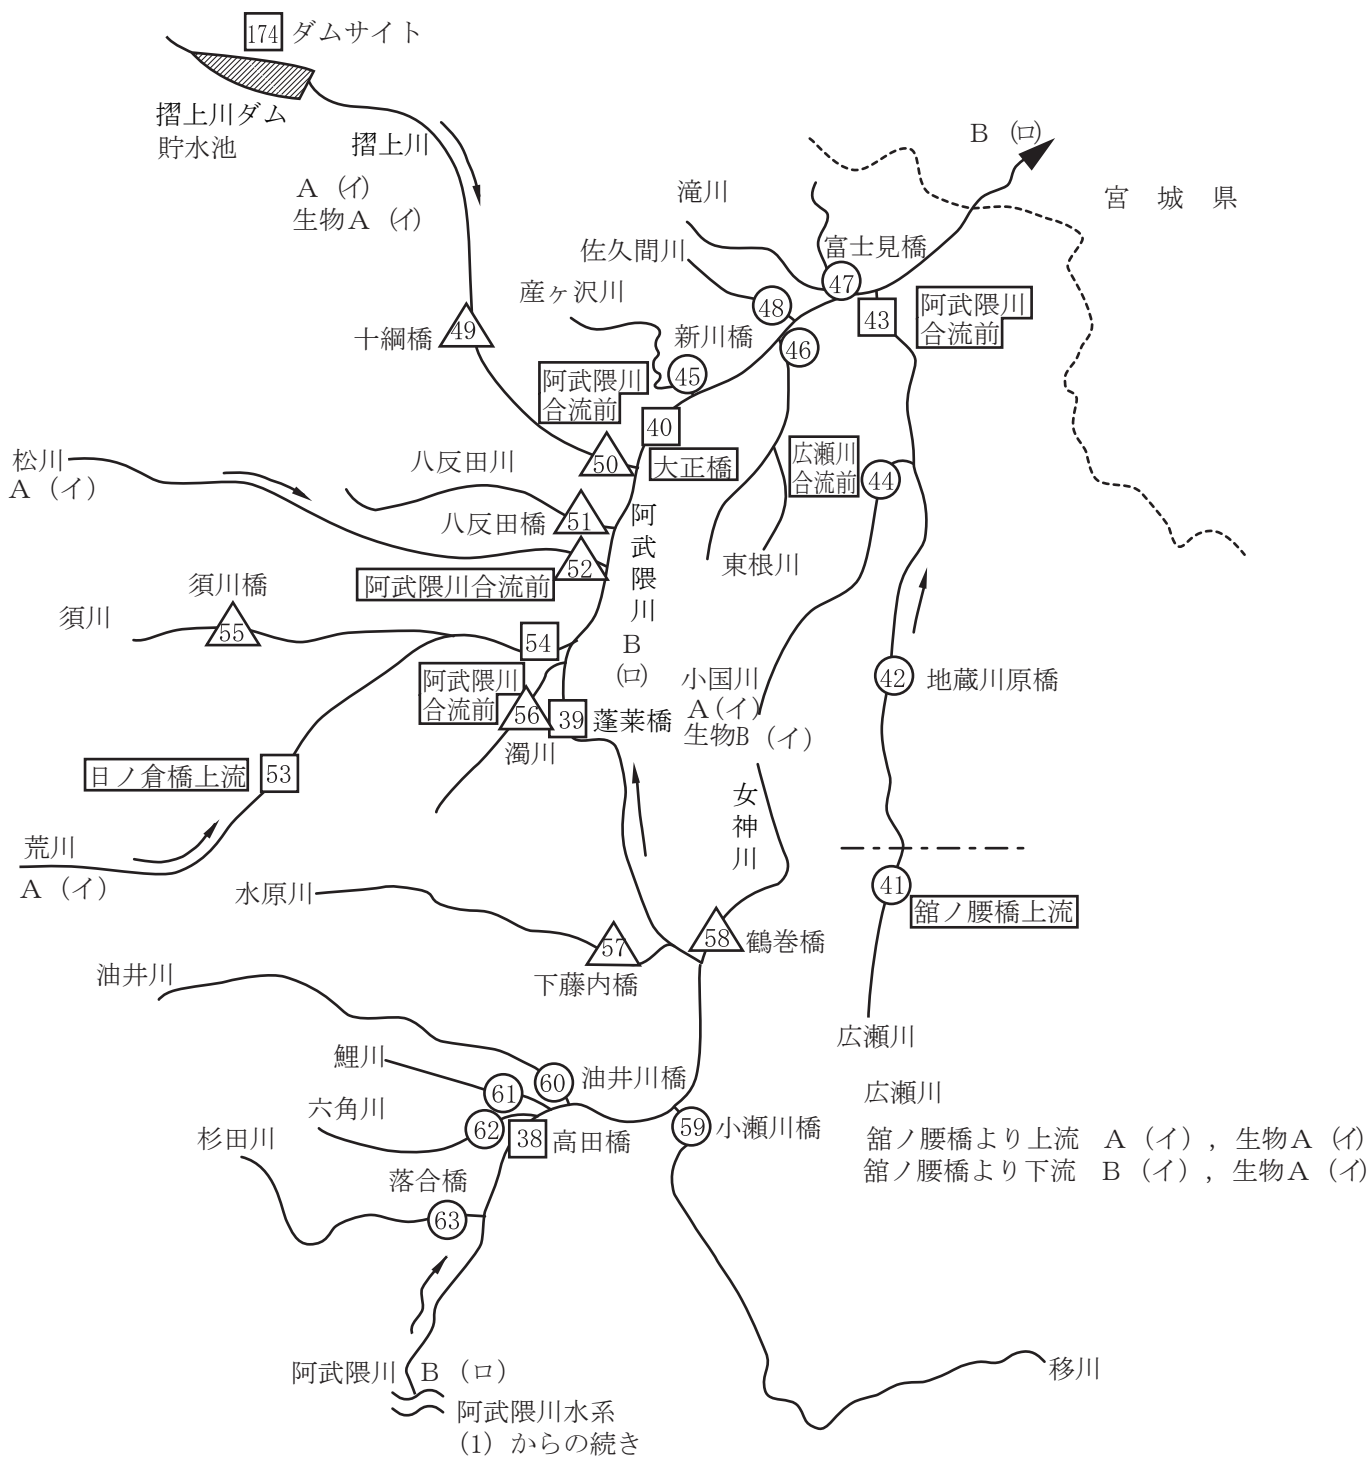 174 ダムサイト
摺上川ダム
貯水池
摺上川
A (イ)
生物A (イ)
B (ロ)
宮城県
滝川
佐久間川
富士見橋
産ヶ沢川
47
48
43
阿武隈川
合流前
新川橋
46
十綱橋
49
阿武隈川
合流前
45
40
大正橋
50
松川
A (イ)
八反田川
広瀬川
合流前
44
八反田橋
51
阿武隈川
B
(ロ)
52
阿武隈川合流前
東根川
須川橋
須川
55
54
阿武隈川
合流前
56
39
蓬莱橋
小国川
A(イ)
生物B (イ)
42
地蔵川原橋
濁川
日ノ倉橋上流
53
女神川
荒川
A (イ)
水原川
41
舘ノ腰橋上流
57
下藤内橋
58
鶴巻橋
油井川
広瀬川
鯉川
61
60
油井川橋
六角川
62
38
高田橋
59
小瀬川橋
杉田川
落合橋
63
広瀬川
舘ノ腰橋より上流 A (イ), 生物A (イ)
舘ノ腰橋より下流 B (イ), 生物A (イ)
移川
阿武隈川 B (ロ)
阿武隈川水系
(1) からの続き